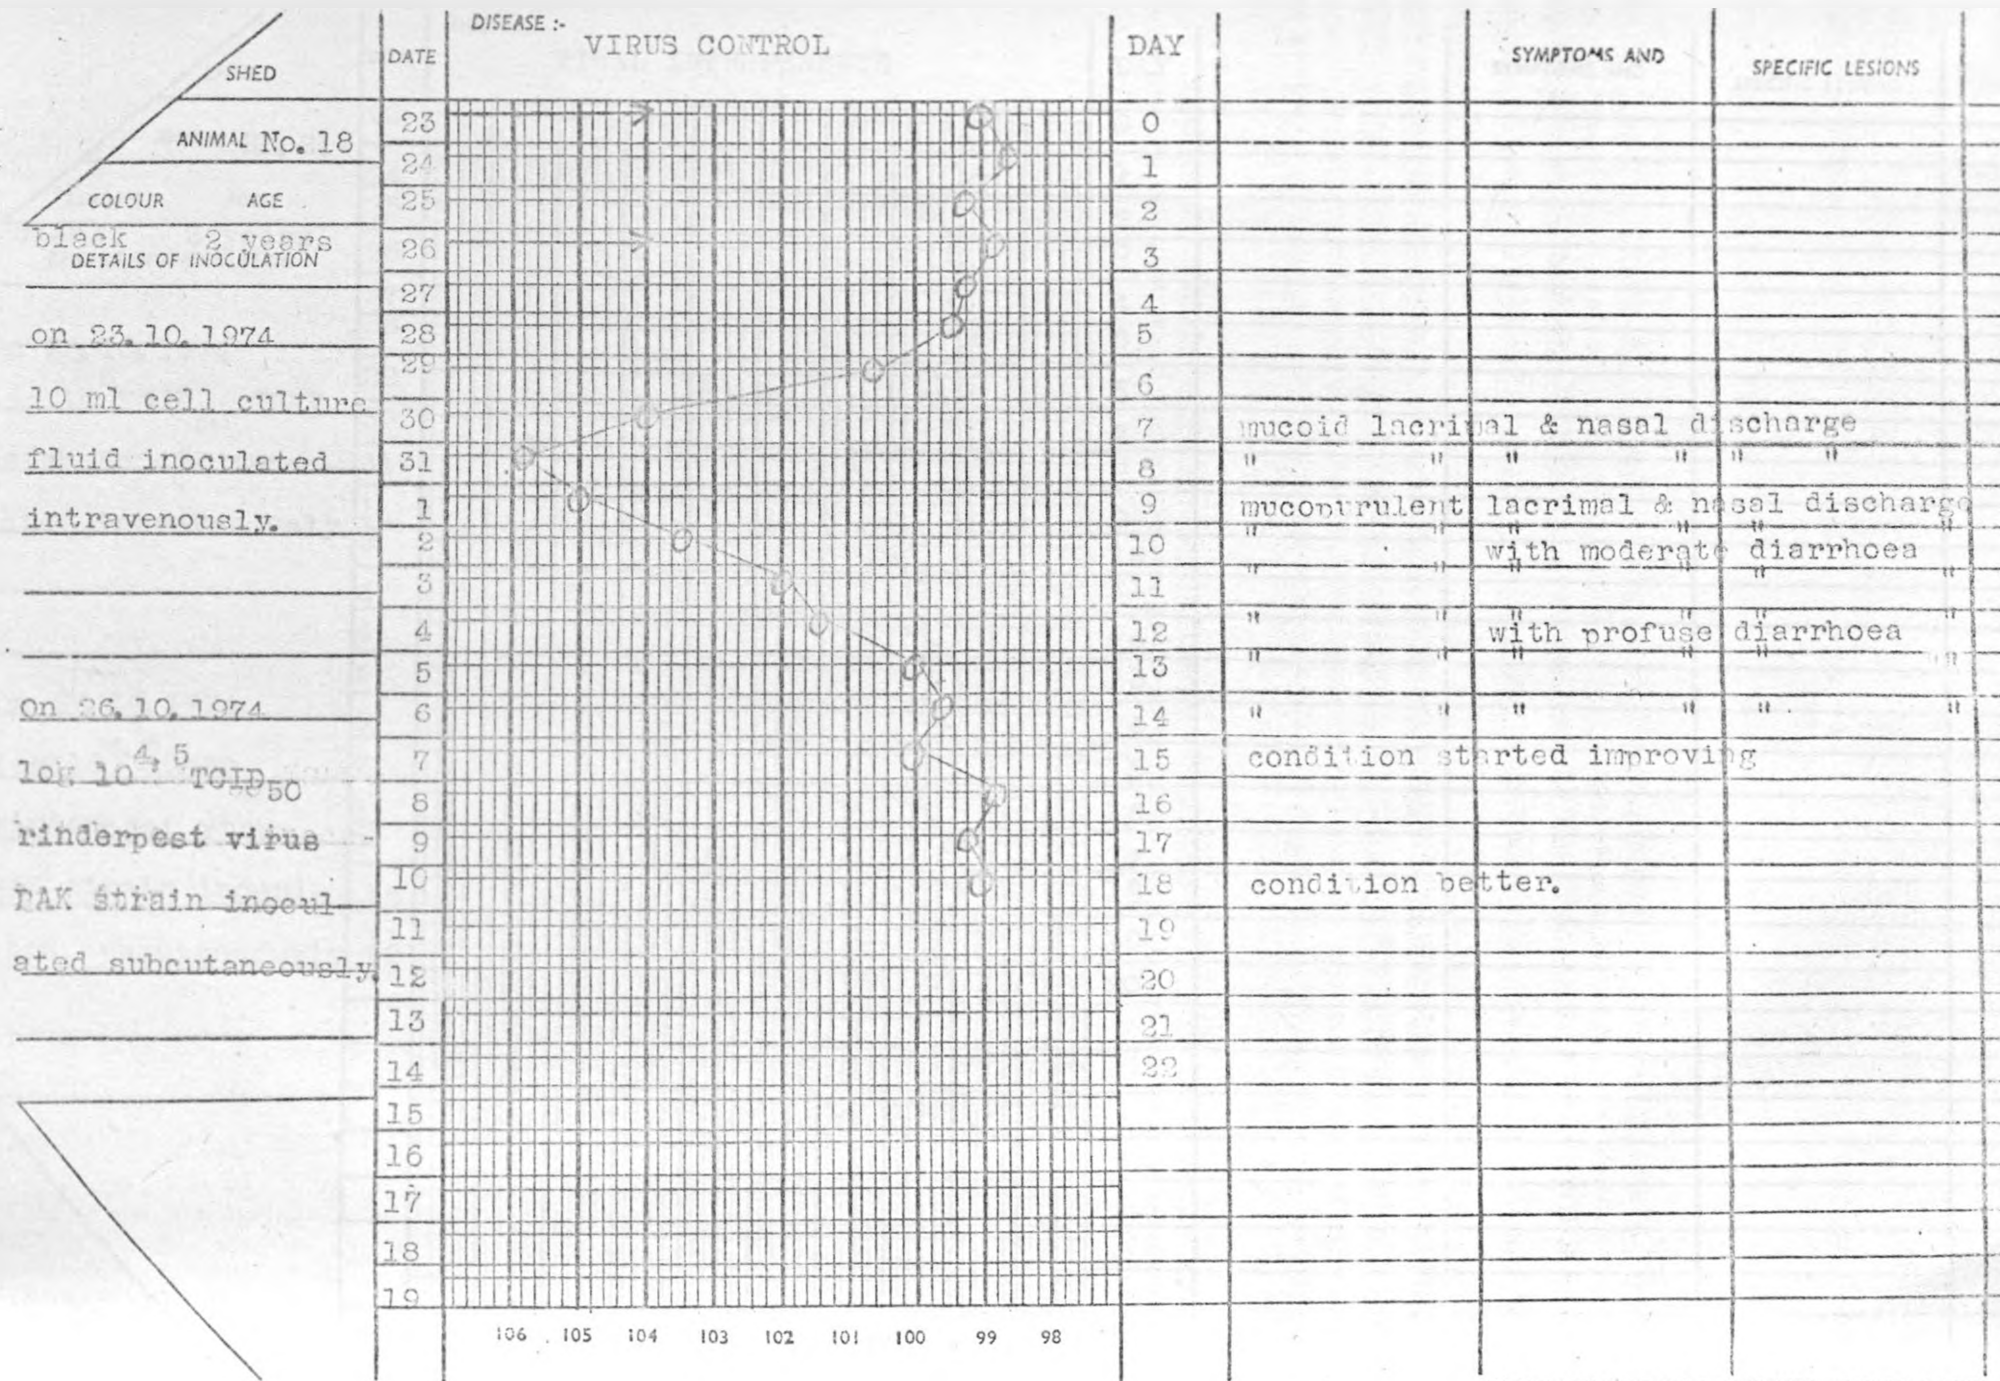 DISEASE :- VIRUS CONTROL
SHED
DATE
DAY
SYMPTOMS AND
SPECIFIC LESIONS
ANIMAL No. 18
COLOUR AGE
black 2 years
DETAILS OF INOCULATION
on 23.10.1974
10 ml cell culture
fluid inoculated
intravenously.
on 26.10.1974
log 10 4.5 TCID50
rinderpest virus
PAK strain inocul
ated subcutaneously.
23 0
24 1
25 2
26 3
27 4
28 5
29 6
30 7 mucoid lacrimal & nasal discharge
31 8 " " " " " "
1 9 mucopurulent lacrimal & nasal discharge
2 10 " " " " " "
with moderate diarrhoea
3 11 " " " " " "
4 12 " " " " " "
with profuse diarrhoea
5 13 " " " " " "
6 14 " " " " " "
7 15 condition started improving
8 16
9 17
10 18 condition better.
11 19
12 20
13 21
14 22
15
16
17
18
19
106 105 104 103 102 101 100 99 98